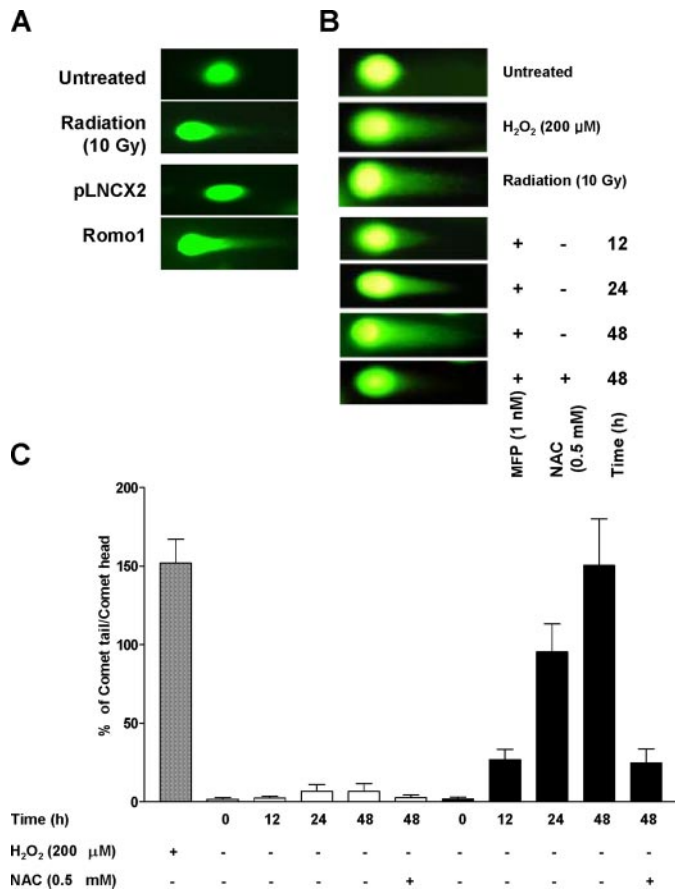 A
Untreated
Radiation
(10 Gy)
pLNCX2
Romo1
B
Untreated
H₂O₂ (200 µM)
Radiation (10 Gy)
+ - 12
+ - 24
+ - 48
+ + 48
MFP (1 nM)
NAC
(0.5 mM)
Time (h)
C
% of Comet tail/Comet head
200
150
100
50
0
Time (h) 0 12 24 48 48 0 12 24 48 48
H₂O₂ (200 µM) + - - - - - - - - - -
NAC (0.5 mM) - - - - - + - - - - +